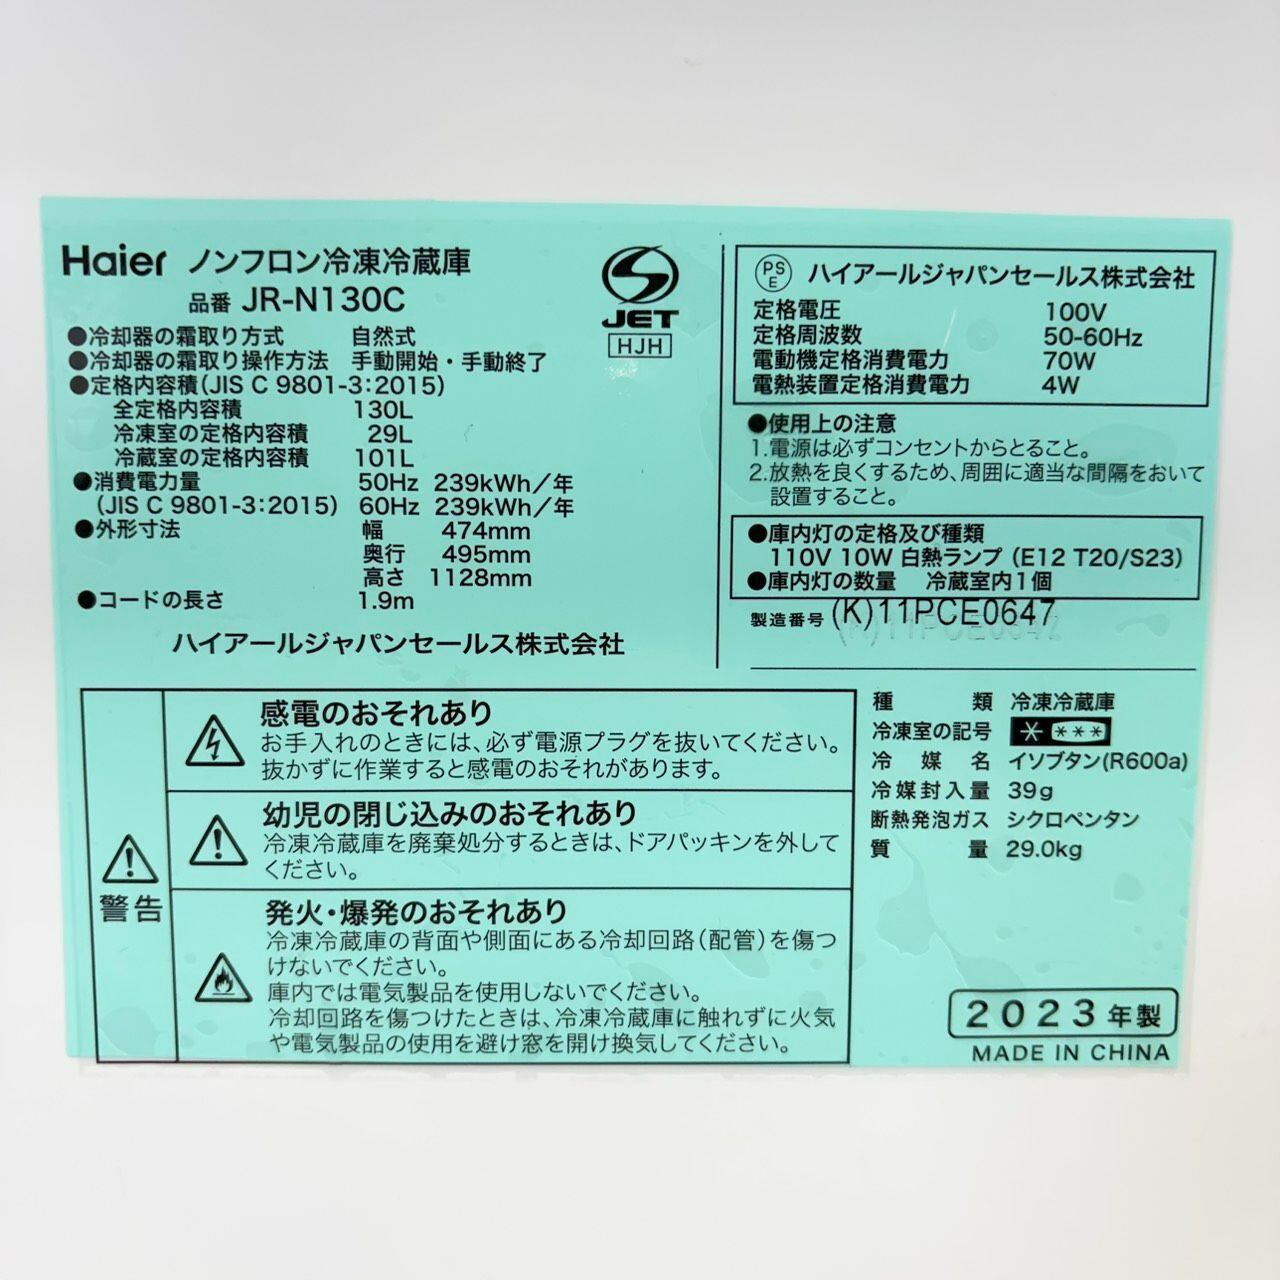 Haier ノンフロン冷凍冷蔵庫
品番 JR-N130C
●冷却器の霜取り方式 自然式
●冷却器の霜取り操作方法 手動開始・手動終了
●定格内容積(JIS C 9801-3:2015)
全定格内容積 130L
冷凍室の定格内容積 29L
冷蔵室の定格内容積 101L
●消費電力量 50Hz 239kWh/年
(JIS C 9801-3:2015) 60Hz 239kWh/年
●外形寸法 幅 474mm
奥行 495mm
高さ 1128mm
●コードの長さ 1.9m
ハイアールジャパンセールス株式会社
JET
HJH
PSE ハイアールジャパンセールス株式会社
定格電圧 100V
定格周波数 50-60Hz
電動機定格消費電力 70W
電熱装置定格消費電力 4W
●使用上の注意
1.電源は必ずコンセントからとること。
2.放熱を良くするため、周囲に適当な間隔をおいて
設置すること。
●庫内灯の定格及び種類
110V 10W 白熱ランプ (E12 T20/S23)
●庫内灯の数量 冷蔵室内1個
製造番号 (K)11PCE0647
警告
感電のおそれあり
お手入れのときには、必ず電源プラグを抜いてください。
抜かずに作業すると感電のおそれがあります。
幼児の閉じ込みのおそれあり
冷凍冷蔵庫を廃棄処分するときは、ドアパッキンを外して
ください。
発火・爆発のおそれあり
冷凍冷蔵庫の背面や側面にある冷却回路(配管)を傷つ
けないでください。
庫内では電気製品を使用しないでください。
冷却回路を傷つけたときは、冷凍冷蔵庫に触れずに火気
や電気製品の使用を避け窓を開け換気してください。
種類 冷凍冷蔵庫
冷凍室の記号 * ***
冷媒名 イソブタン(R600a)
冷媒封入量 39g
断熱発泡ガス シクロペンタン
質量 29.0kg
2023年製
MADE IN CHINA